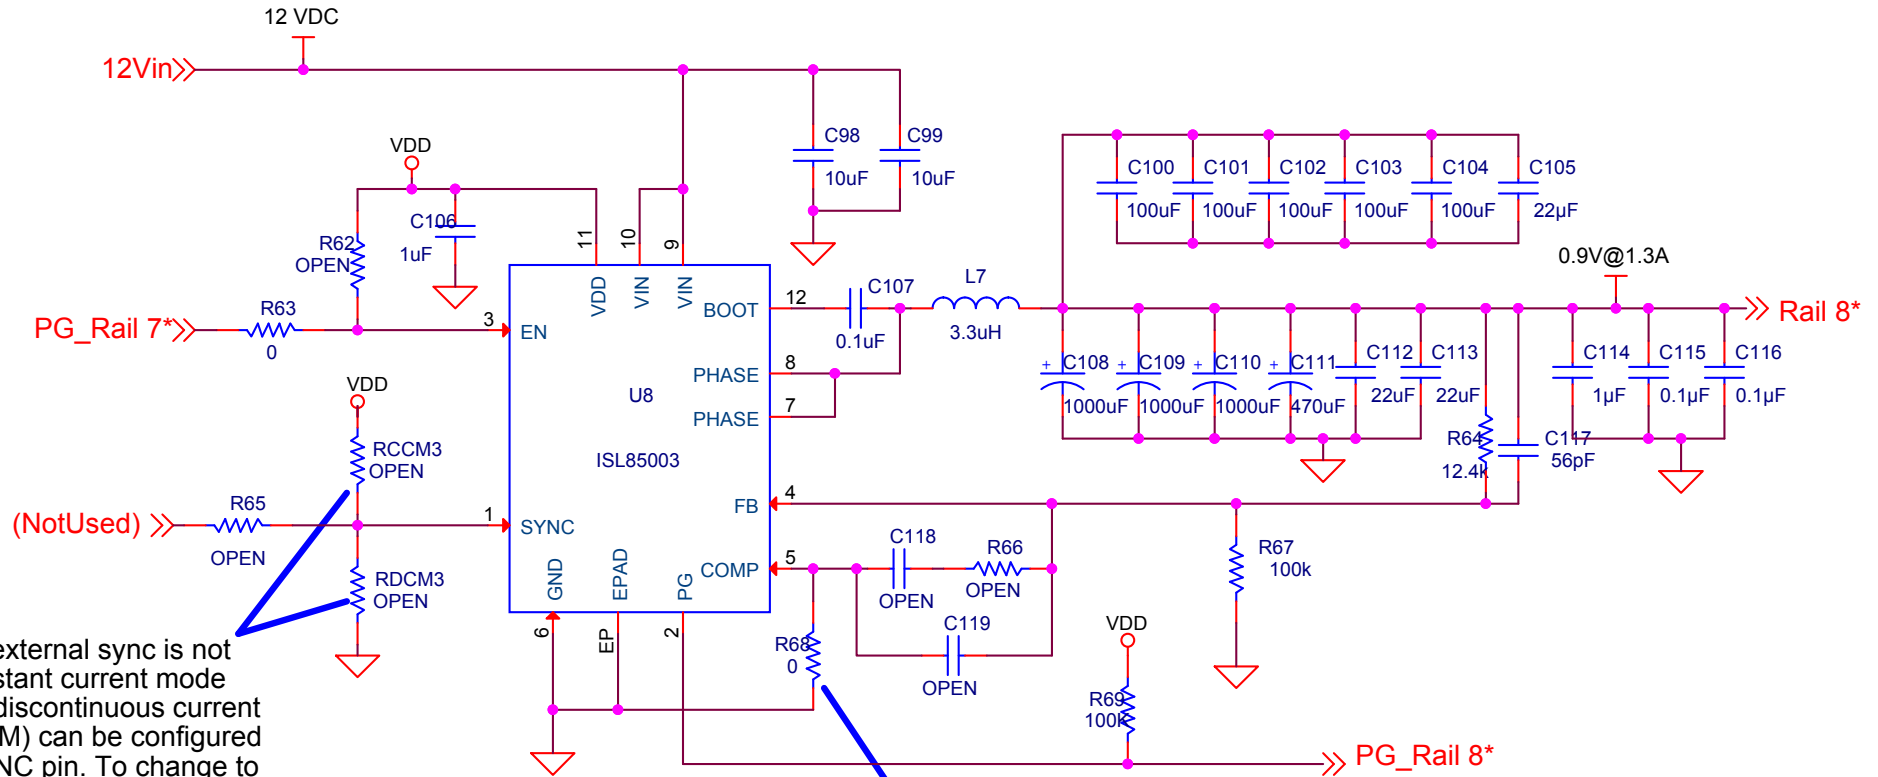 12 VDC
12Vin
VDD
C98
10uF
C99
10uF
C100
100uF
C101
100uF
C102
100uF
C103
100uF
C104
100uF
C105
22µF
C106
1uF
R62
OPEN
11
10
9
VDD
VIN
VIN
0.9V@1.3A
PG_Rail 7*
R63
0
3
EN
BOOT
12
C107
0.1uF
L7
3.3uH
Rail 8*
PHASE
8
PHASE
7
U8
ISL85003
C108
1000uF
C109
1000uF
C110
1000uF
C111
470uF
C112
22uF
C113
22uF
C114
1µF
C115
0.1µF
C116
0.1µF
+
+
+
+
VDD
RCCM3
OPEN
R64
12.4k
C117
56pF
(NotUsed)
R65
OPEN
1
SYNC
FB
4
RDCM3
OPEN
COMP
5
C118
OPEN
R66
OPEN
R67
100k
GND
EPAD
PG
6
EP
2
C119
OPEN
R68
0
VDD
R69
100K
PG_Rail 8*
external sync is not
stant current mode
discontinuous current
M) can be configured
NC pin. To change to